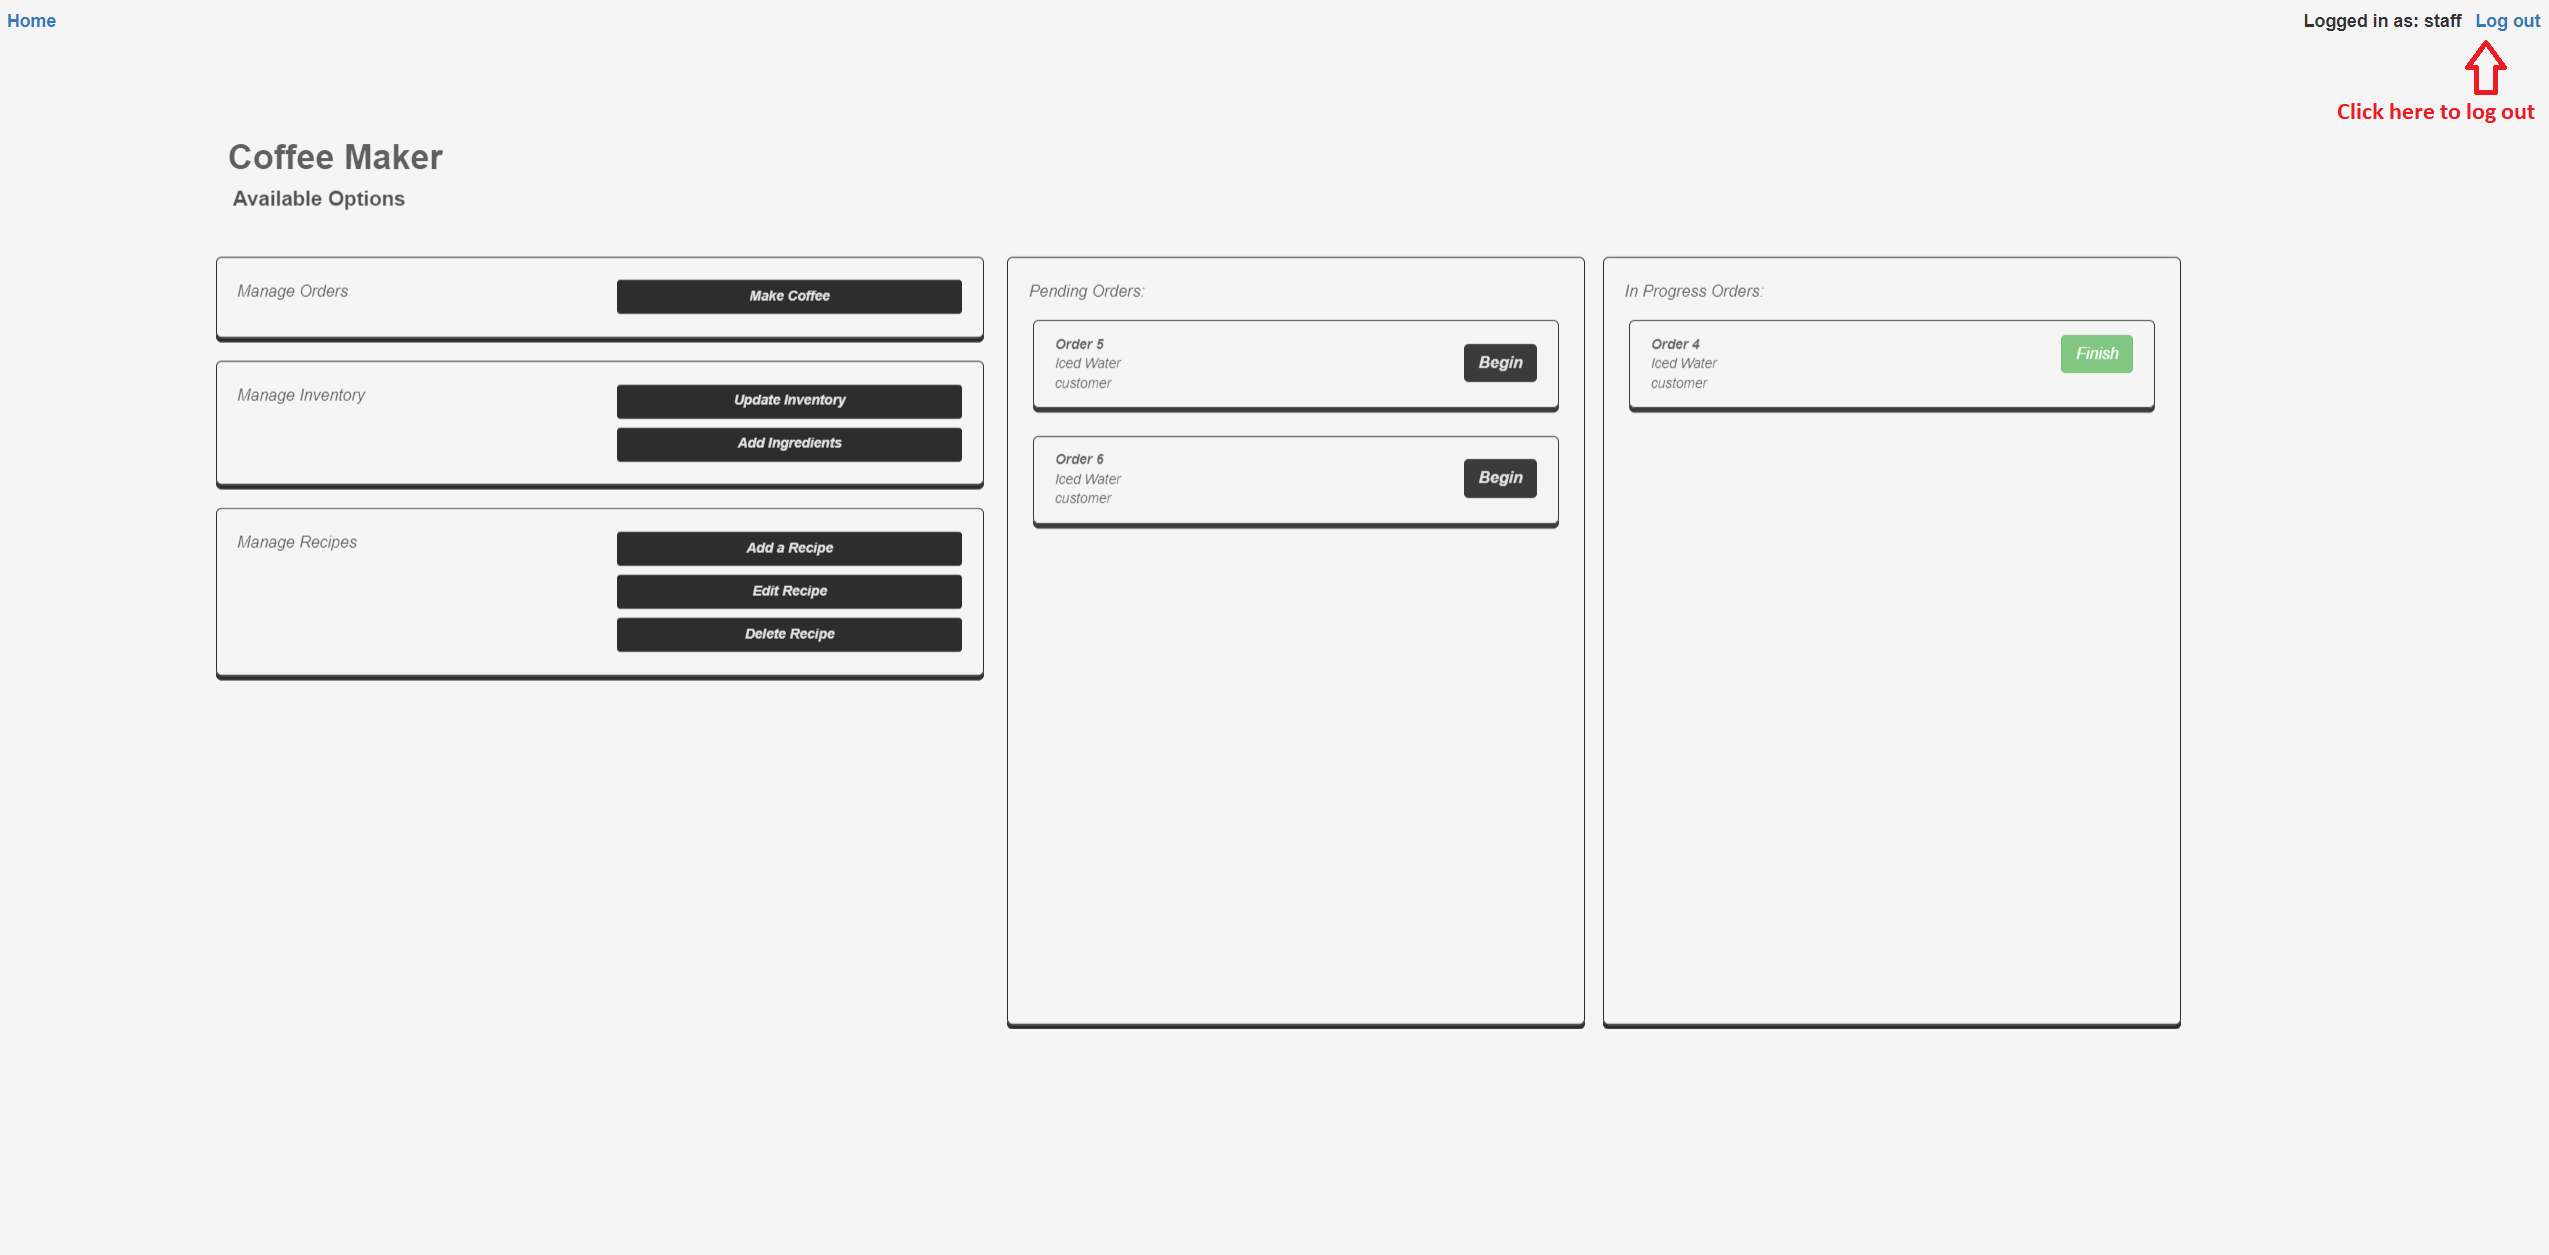 Home
Logged in as: staff Log out
Click here to log out
Coffee Maker
Available Options
Manage Orders
Make Coffee
Manage Inventory
Update Inventory
Add Ingredients
Manage Recipes
Add a Recipe
Edit Recipe
Delete Recipe
Pending Orders:
Order 5
Iced Water
customer
Begin
Order 6
Iced Water
customer
Begin
In Progress Orders:
Order 4
Iced Water
customer
Finish